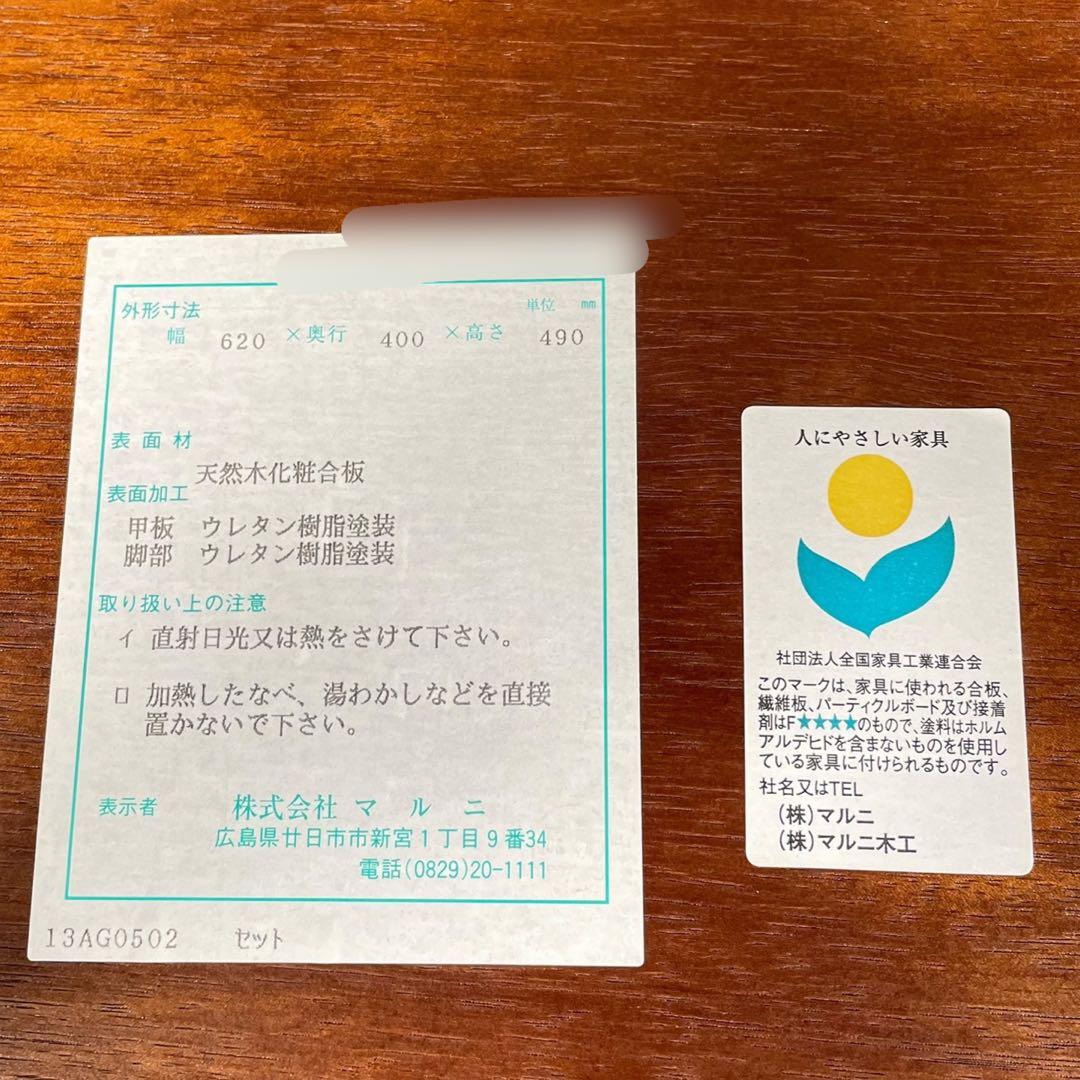 外形寸法 単位 mm
幅 620 ×奥行 400 ×高さ 490
表面材
天然木化粧合板
表面加工
甲板 ウレタン樹脂塗装
脚部 ウレタン樹脂塗装
取り扱い上の注意
イ 直射日光又は熱をさけて下さい。
ロ 加熱したなべ、湯わかしなどを直接
置かないで下さい。
表示者 株式会社 マルニ
広島県廿日市市新宮1丁目9番34
電話(0829)20-1111
13AG0502 セット
人にやさしい家具
社団法人全国家具工業連合会
このマークは、家具に使われる合板、
繊維板、パーティクルボード及び接着
剤はF★★★★のもので、塗料はホルム
アルデヒドを含まないものを使用し
ている家具に付けられるものです。
社名又はTEL
(株)マルニ
(株)マルニ木工